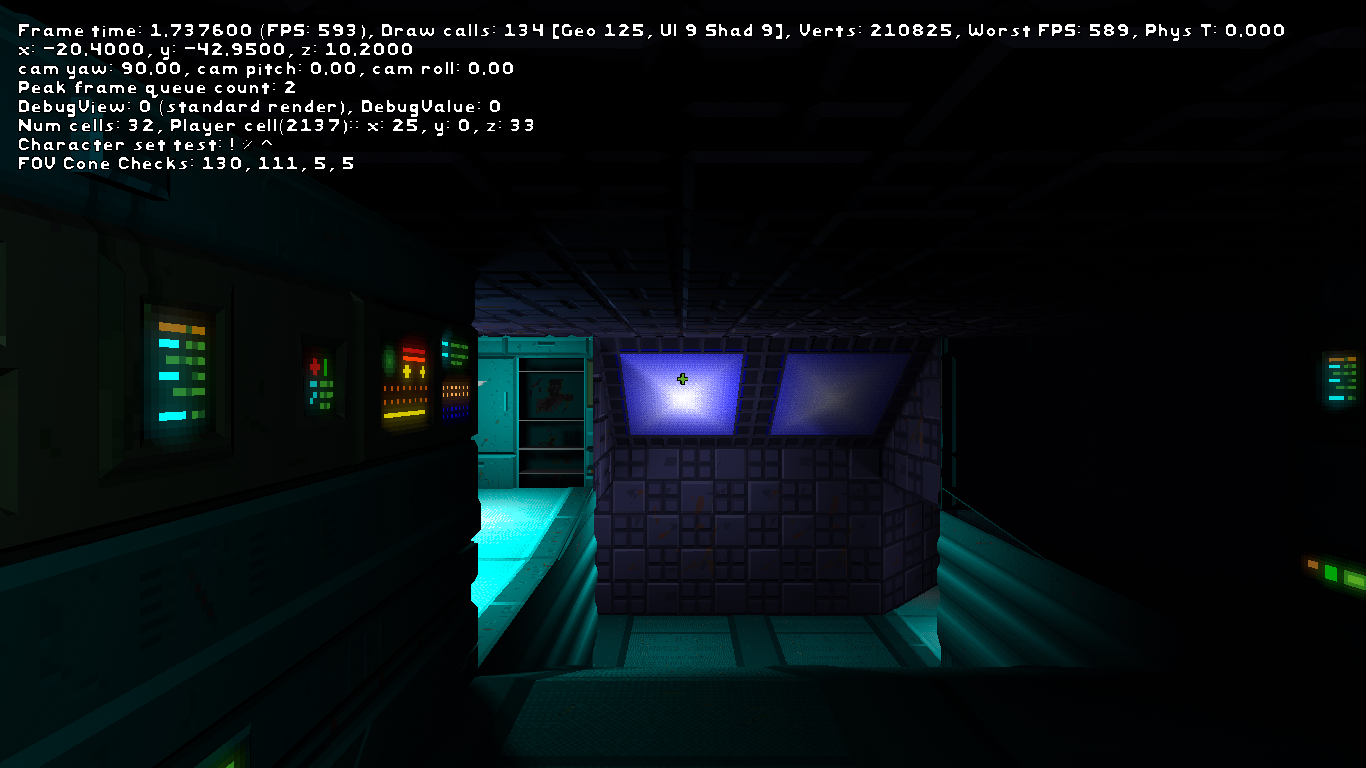 Frame time: 1.737600 (FPS: 593), Draw calls: 134 [Geo 125, UI 9 Shad 9], Verts: 210825, Worst FPS: 589, Phys T: 0.000
x: -20.4000, y: -42.9500, z: 10.2000
cam yaw: 90.00, cam pitch: 0.00, cam roll: 0.00
Peak frame queue count: 2
DebugView: 0 (standard render), DebugValue: 0
Num cells: 32, Player cell(2137):: x: 25, y: 0, z: 33
Character set test: ! % ^
FOV Cone Checks: 130, 111, 5, 5